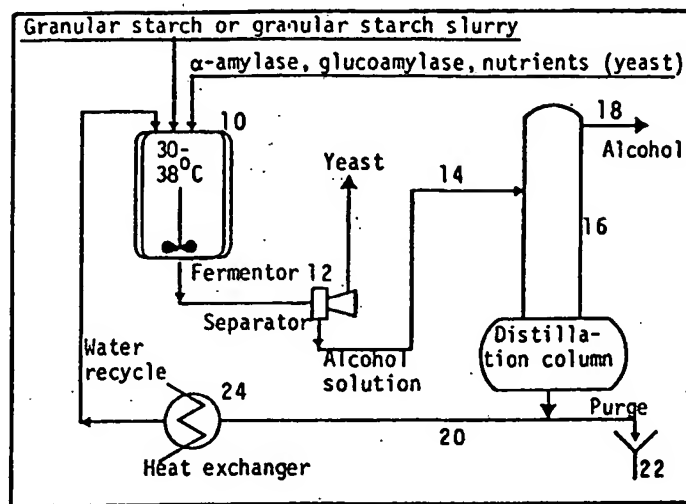 Granular starch or granular starch slurry
α-amylase, glucoamylase, nutrients (yeast)
10
30-
38°C
18
Alcohol
Yeast
14
16
Fermentor 12
Separator
Alcohol
solution
Distilla-
tion column
Water
recycle
24
Heat exchanger
20
Purge
22